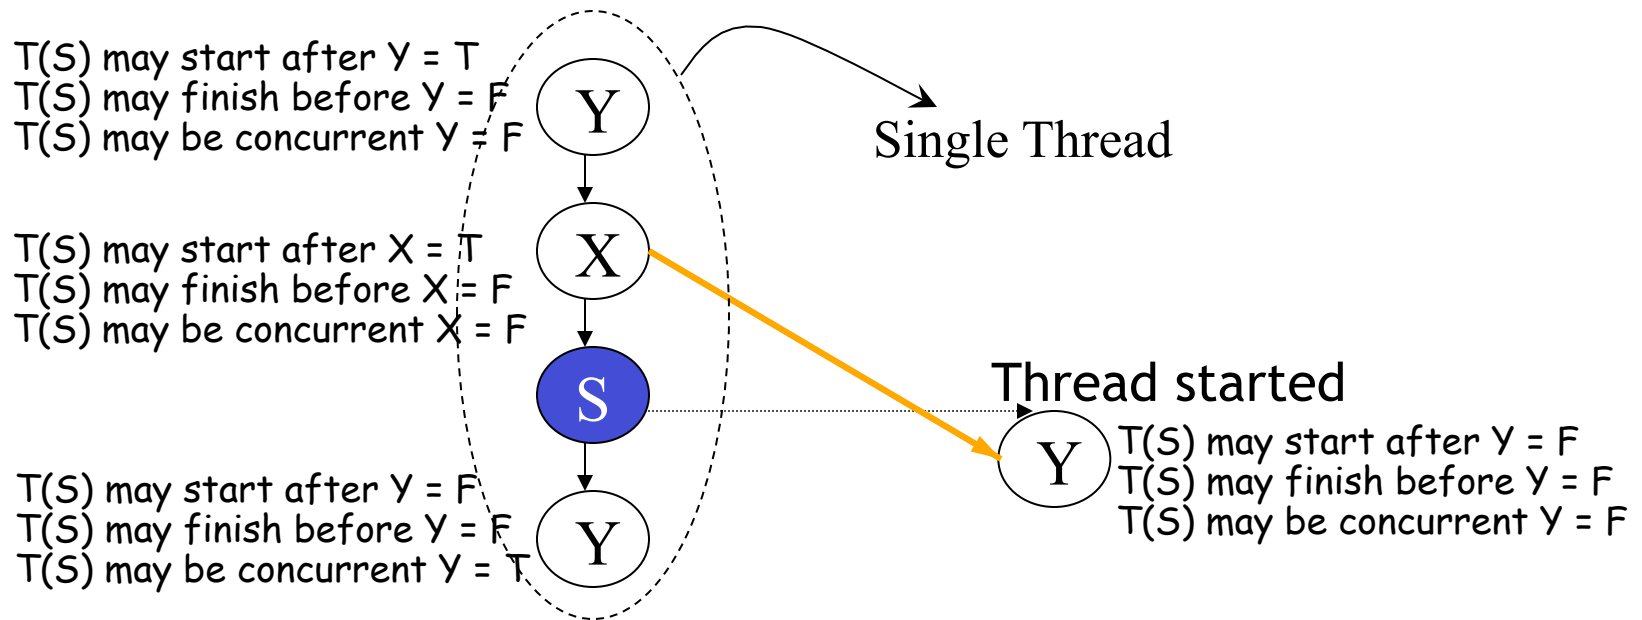 T(S) may start after Y = T
T(S) may finish before Y = F
T(S) may be concurrent Y = F
Y
Single Thread
T(S) may start after X = T
T(S) may finish before X = F
T(S) may be concurrent X = F
X
S
Thread started
Y
T(S) may start after Y = F
T(S) may finish before Y = F
T(S) may be concurrent Y = F
T(S) may start after Y = F
T(S) may finish before Y = F
T(S) may be concurrent Y = T
Y